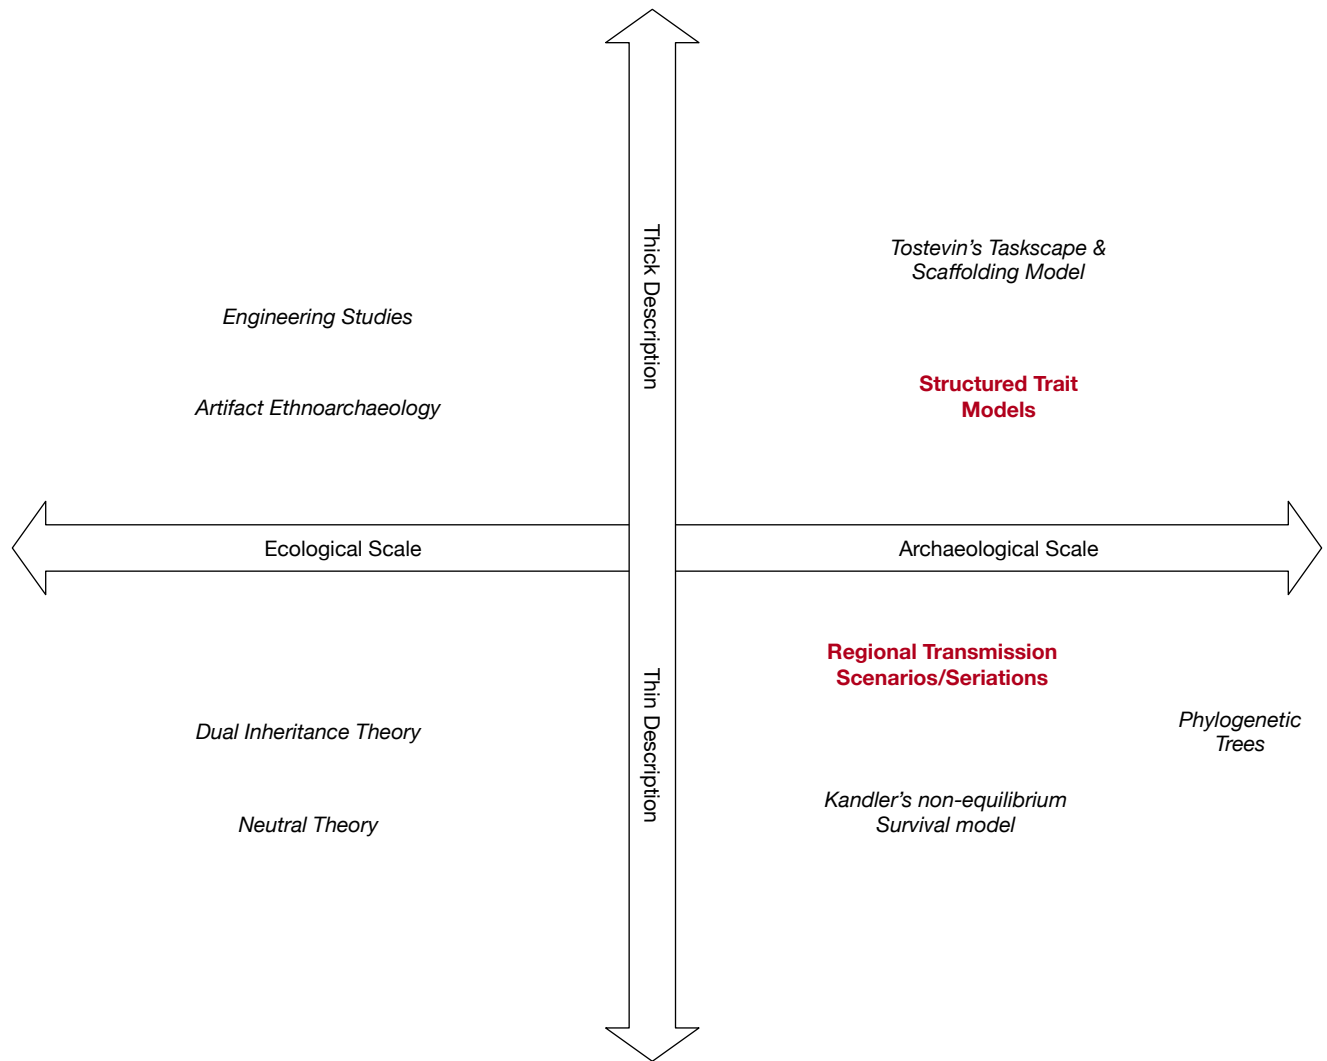 Thick Description
Tostevin’s Taskscape &
Scaffolding Model
Engineering Studies
Structured Trait
Models
Artifact Ethnoarchaeology
Ecological Scale
Archaeological Scale
Regional Transmission
Scenarios/Seriations
Thin Description
Phylogenetic
Trees
Dual Inheritance Theory
Kandler’s non-equilibrium
Survival model
Neutral Theory